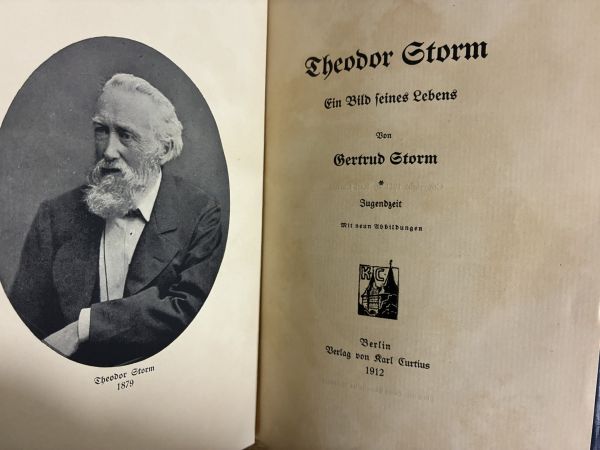 Theodor Storm
1879
Theodor Storm
Ein Bild seines Lebens
Von
Gertrud Storm
*
Jugendzeit
Mit neun Abbildungen
K C
Berlin
Verlag von Karl Curtius
1912